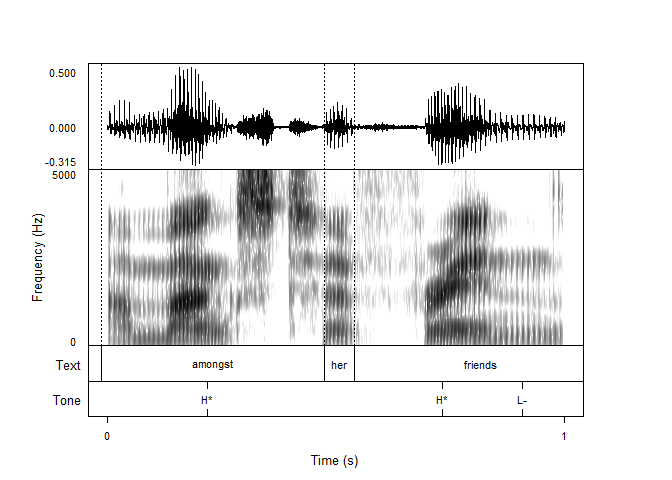 0.500
0.000
-0.315
5000
Frequency (Hz)
0
Text amongst her friends
Tone H* H* L-
0 1
Time (s)